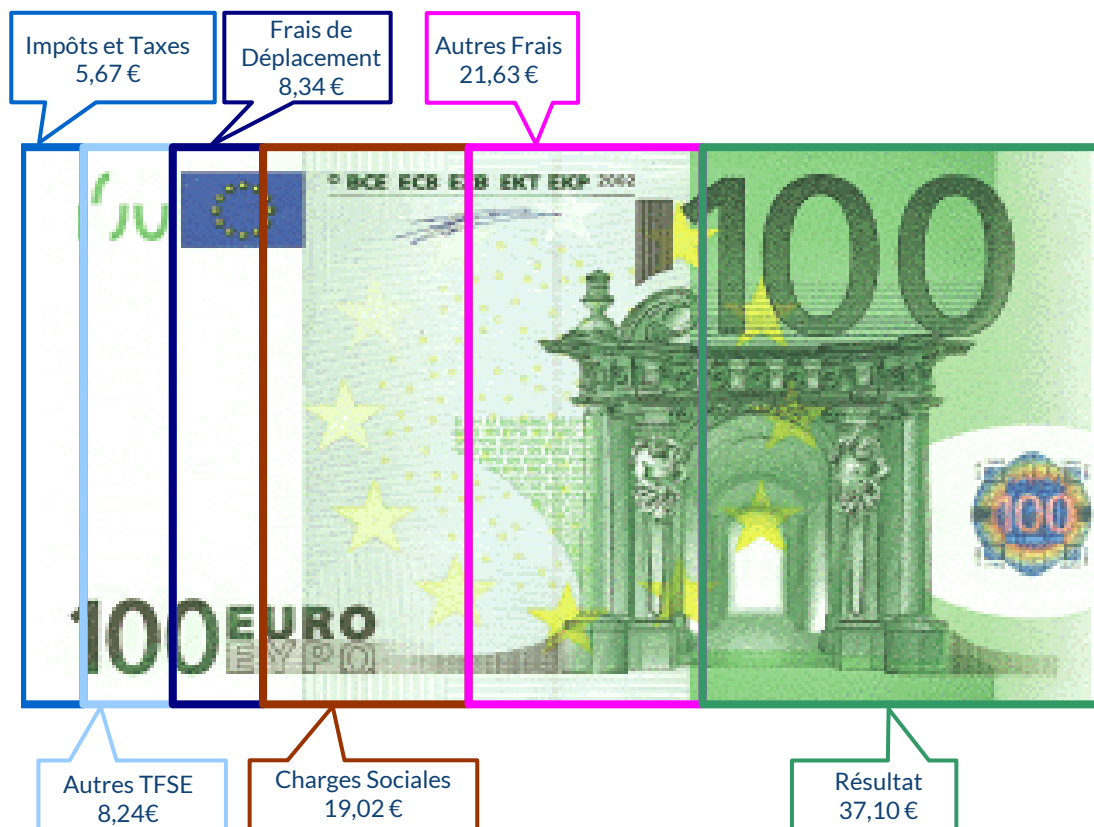 Impôts et Taxes
5,67 €
Frais de
Déplacement
8,34 €
Autres Frais
21,63 €
© BCE ECB EZB EKT EKP 2002
100
100
100 EURO
ΕΥΡΩ
Autres TFSE
8,24€
Charges Sociales
19,02 €
Résultat
37,10 €